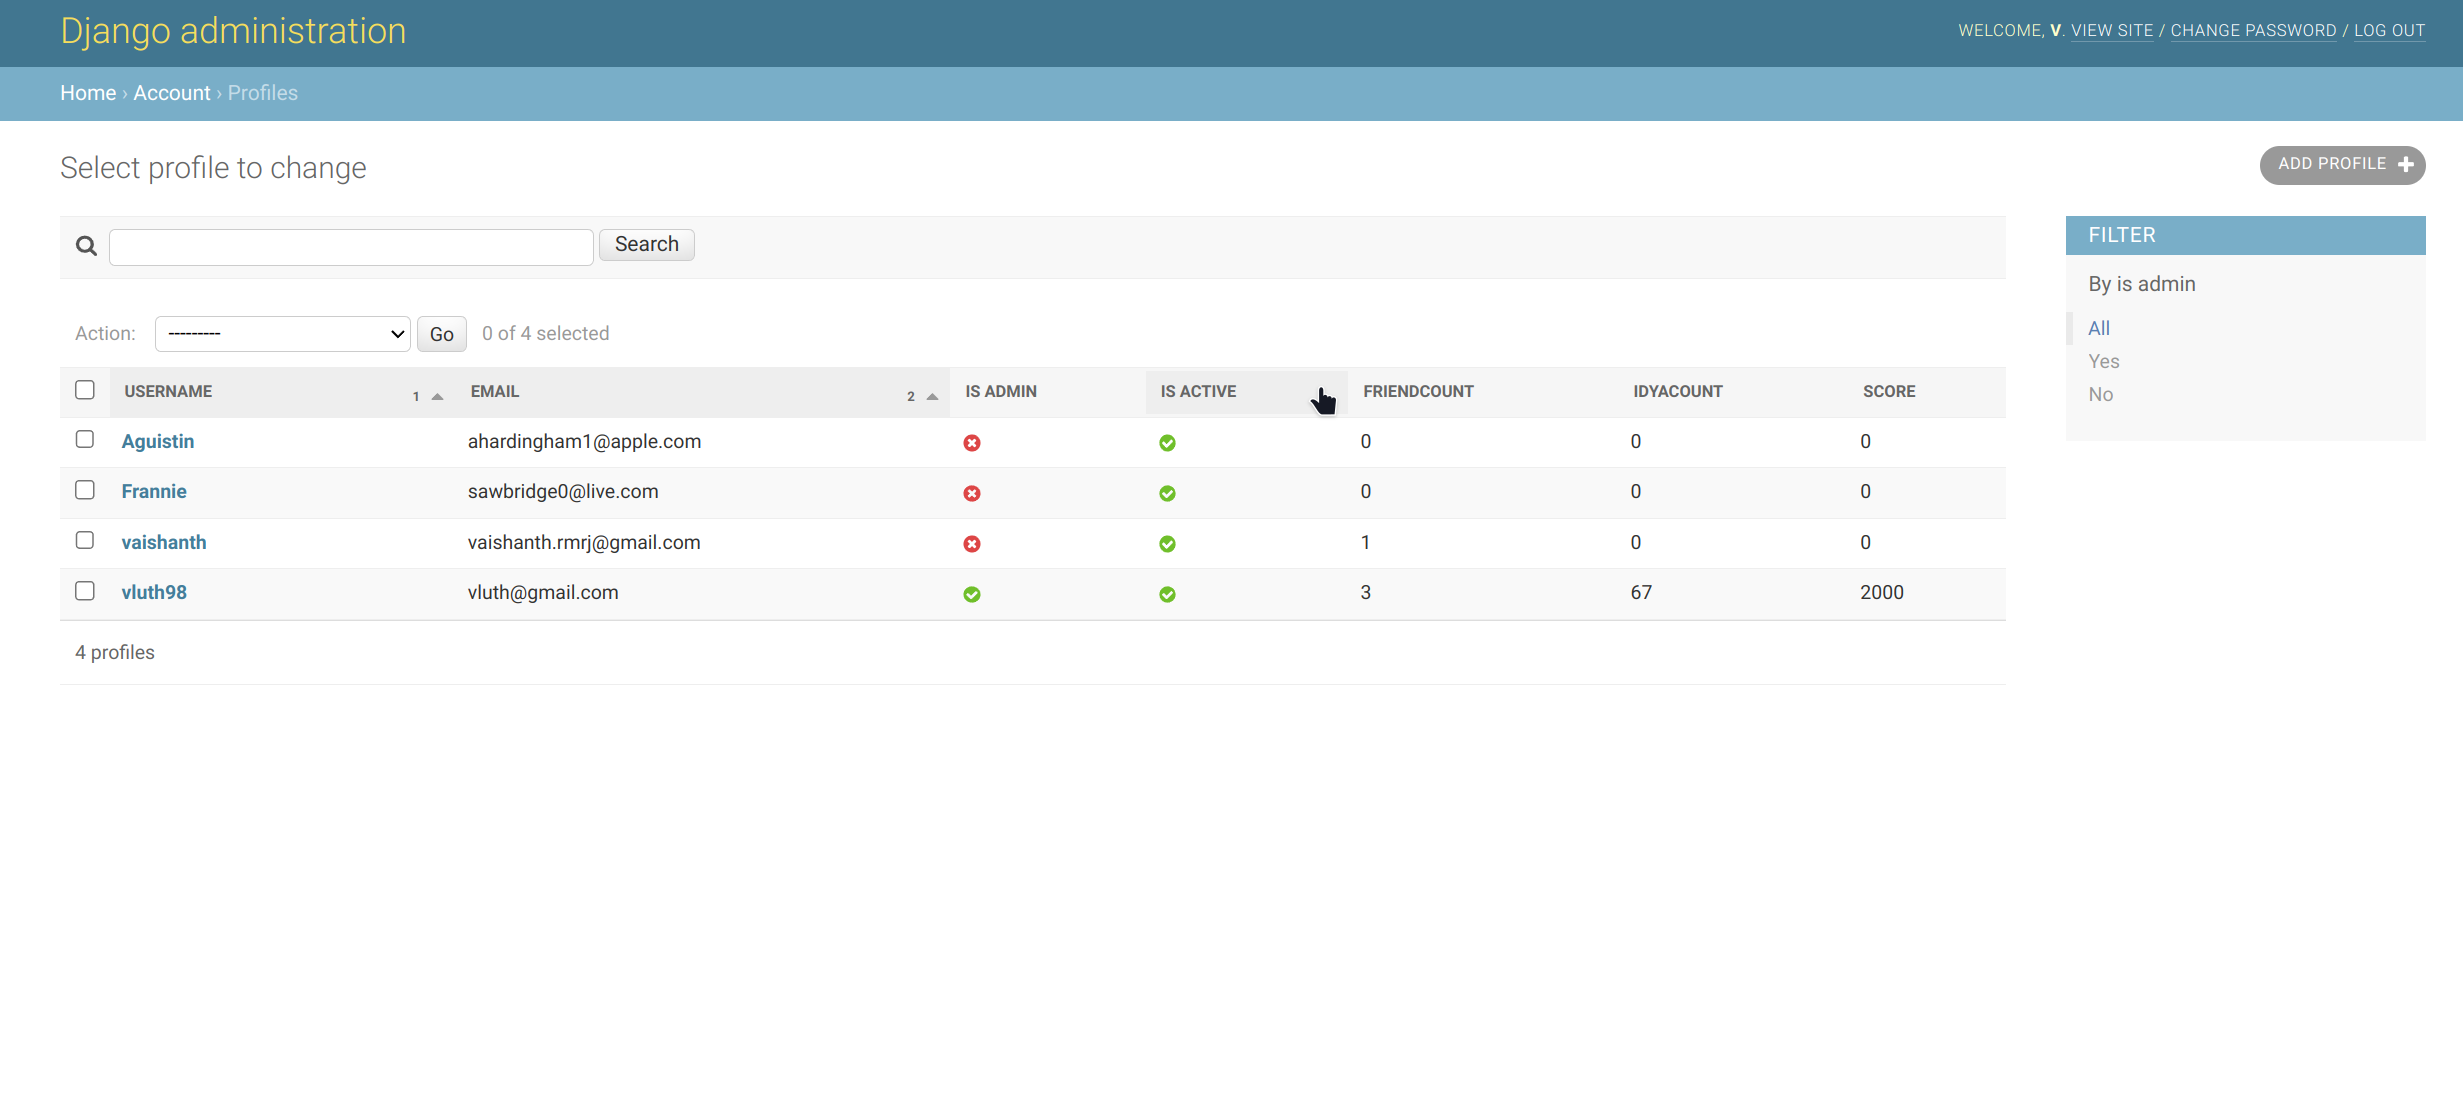 Django administration
WELCOME, V. VIEW SITE / CHANGE PASSWORD / LOG OUT
Home › Account › Profiles
Select profile to change
ADD PROFILE
Search
FILTER
By is admin
All
Yes
No
Action: --------- Go 0 of 4 selected
USERNAME 1 EMAIL 2 IS ADMIN IS ACTIVE FRIENDCOUNT IDYACOUNT SCORE
Aguistin ahardingham1@apple.com 0 0 0
Frannie sawbridge0@live.com 0 0 0
vaishanth vaishanth.rmrj@gmail.com 1 0 0
vluth98 vluth@gmail.com 3 67 2000
4 profiles